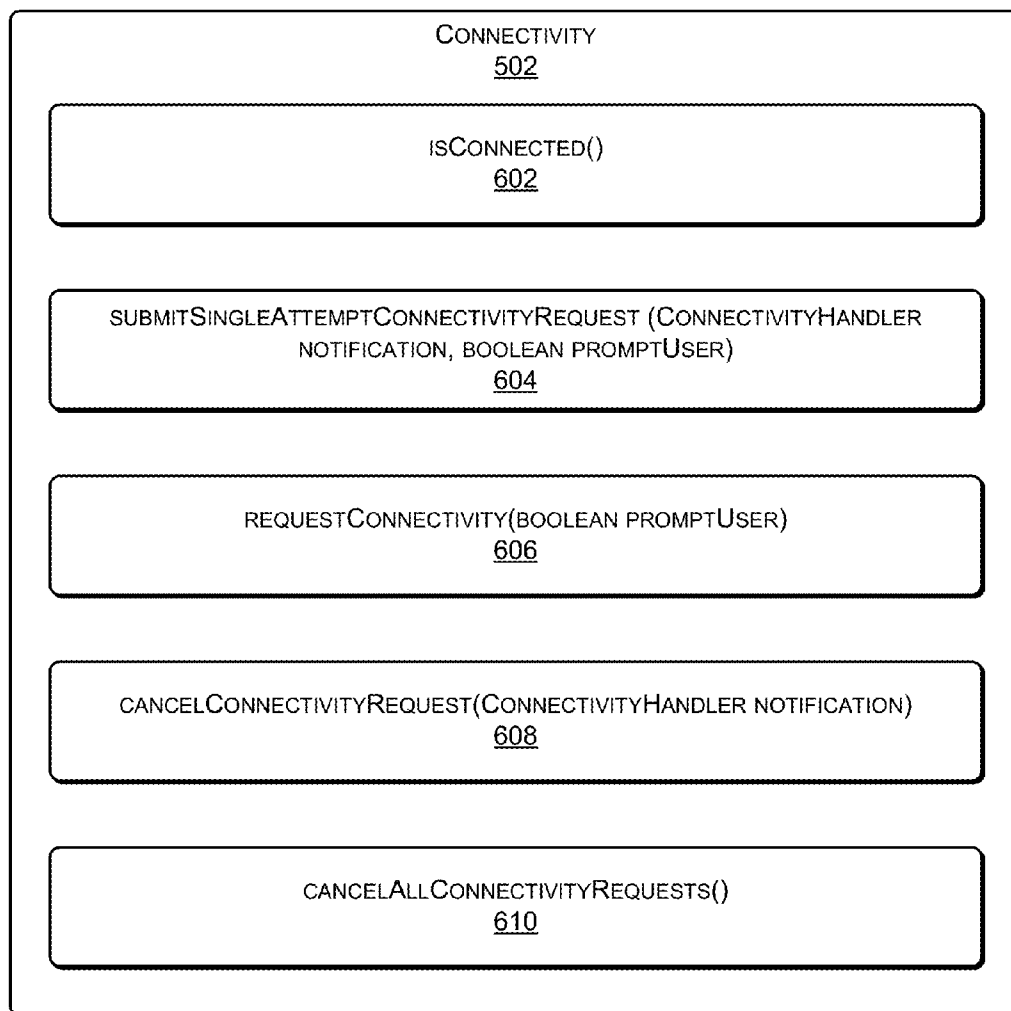 CONNECTIVITY
502
ISCONNECTED()
602
SUBMITSINGLEATTEMPTCONNECTIVITYREQUEST (CONNECTIVITYHANDLER
NOTIFICATION, BOOLEAN PROMPTUSER)
604
REQUESTCONNECTIVITY(BOOLEAN PROMPTUSER)
606
CANCELCONNECTIVITYREQUEST(CONNECTIVITYHANDLER NOTIFICATION)
608
CANCELALLCONNECTIVITYREQUESTS()
610